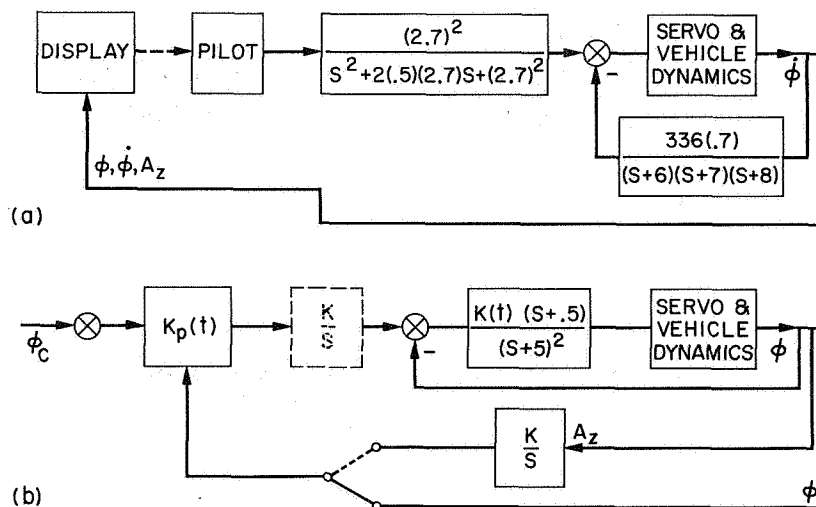 DISPLAY
PILOT
(2.7)²
S²+2(.5)(2.7)S+(2.7)²
−
SERVO &
VEHICLE
DYNAMICS
φ̇
336(.7)
(S+6)(S+7)(S+8)
φ, φ̇, A_z
(a)
φ_c
K_p(t)
K
S
−
K(t) (S+.5)
(S+5)²
SERVO &
VEHICLE
DYNAMICS
φ
K
S
A_z
φ
(b)